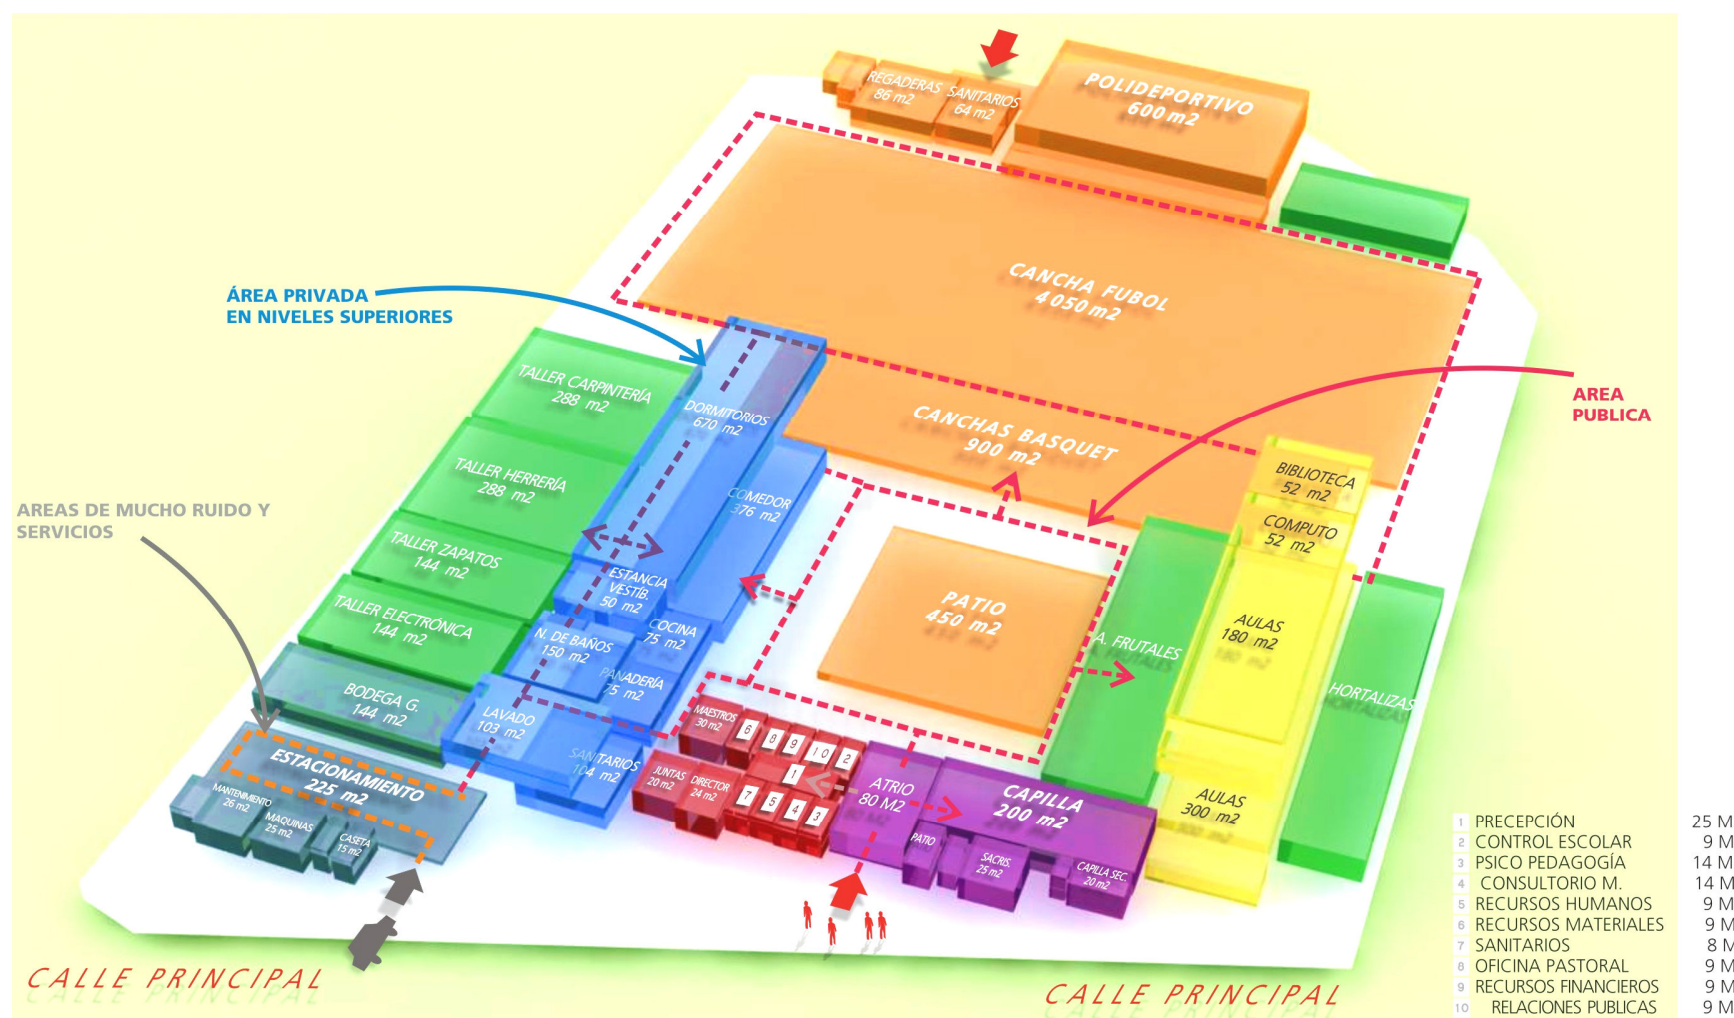 REGADERAS
86 m2
SANITARIOS
64 m2
POLIDEPORTIVO
600 m2
CANCHA FUBOL
4 050 m2
ÁREA PRIVADA
EN NIVELES SUPERIORES
AREA
PUBLICA
TALLER CARPINTERÍA
288 m2
DORMITORIOS
670 m2
CANCHAS BASQUET
900 m2
TALLER HERRERÍA
288 m2
COMEDOR
376 m2
BIBLIOTECA
52 m2
COMPUTO
52 m2
AREAS DE MUCHO RUIDO Y
SERVICIOS
TALLER ZAPATOS
144 m2
ESTANCIA
VESTÍB.
50 m2
TALLER ELECTRÓNICA
144 m2
N. DE BAÑOS
150 m2
COCINA
75 m2
PANADERÍA
75 m2
PATIO
450 m2
A. FRUTALES
AULAS
180 m2
HORTALIZAS
BODEGA G.
144 m2
LAVADO
103 m2
SANITARIOS
104 m2
MAESTROS
30 m2
6
8
9
10
2
1
JUNTAS
20 m2
DIRECTOR
24 m2
7
5
4
3
ATRIO
80 M2
CAPILLA
200 m2
AULAS
300 m2
PATIO
SACRIS.
25 m2
CAPILLA SEC.
20 m2
ESTACIONAMIENTO
225 m2
MANTENIMIENTO
26 m2
MAQUINAS
25 m2
CASETA
15 m2
CALLE PRINCIPAL
CALLE PRINCIPAL
1 PRECEPCIÓN 25 M
2 CONTROL ESCOLAR 9 M
3 PSICO PEDAGOGÍA 14 M
4 CONSULTORIO M. 14 M
5 RECURSOS HUMANOS 9 M
6 RECURSOS MATERIALES 9 M
7 SANITARIOS 8 M
8 OFICINA PASTORAL 9 M
9 RECURSOS FINANCIEROS 9 M
10 RELACIONES PUBLICAS 9 M